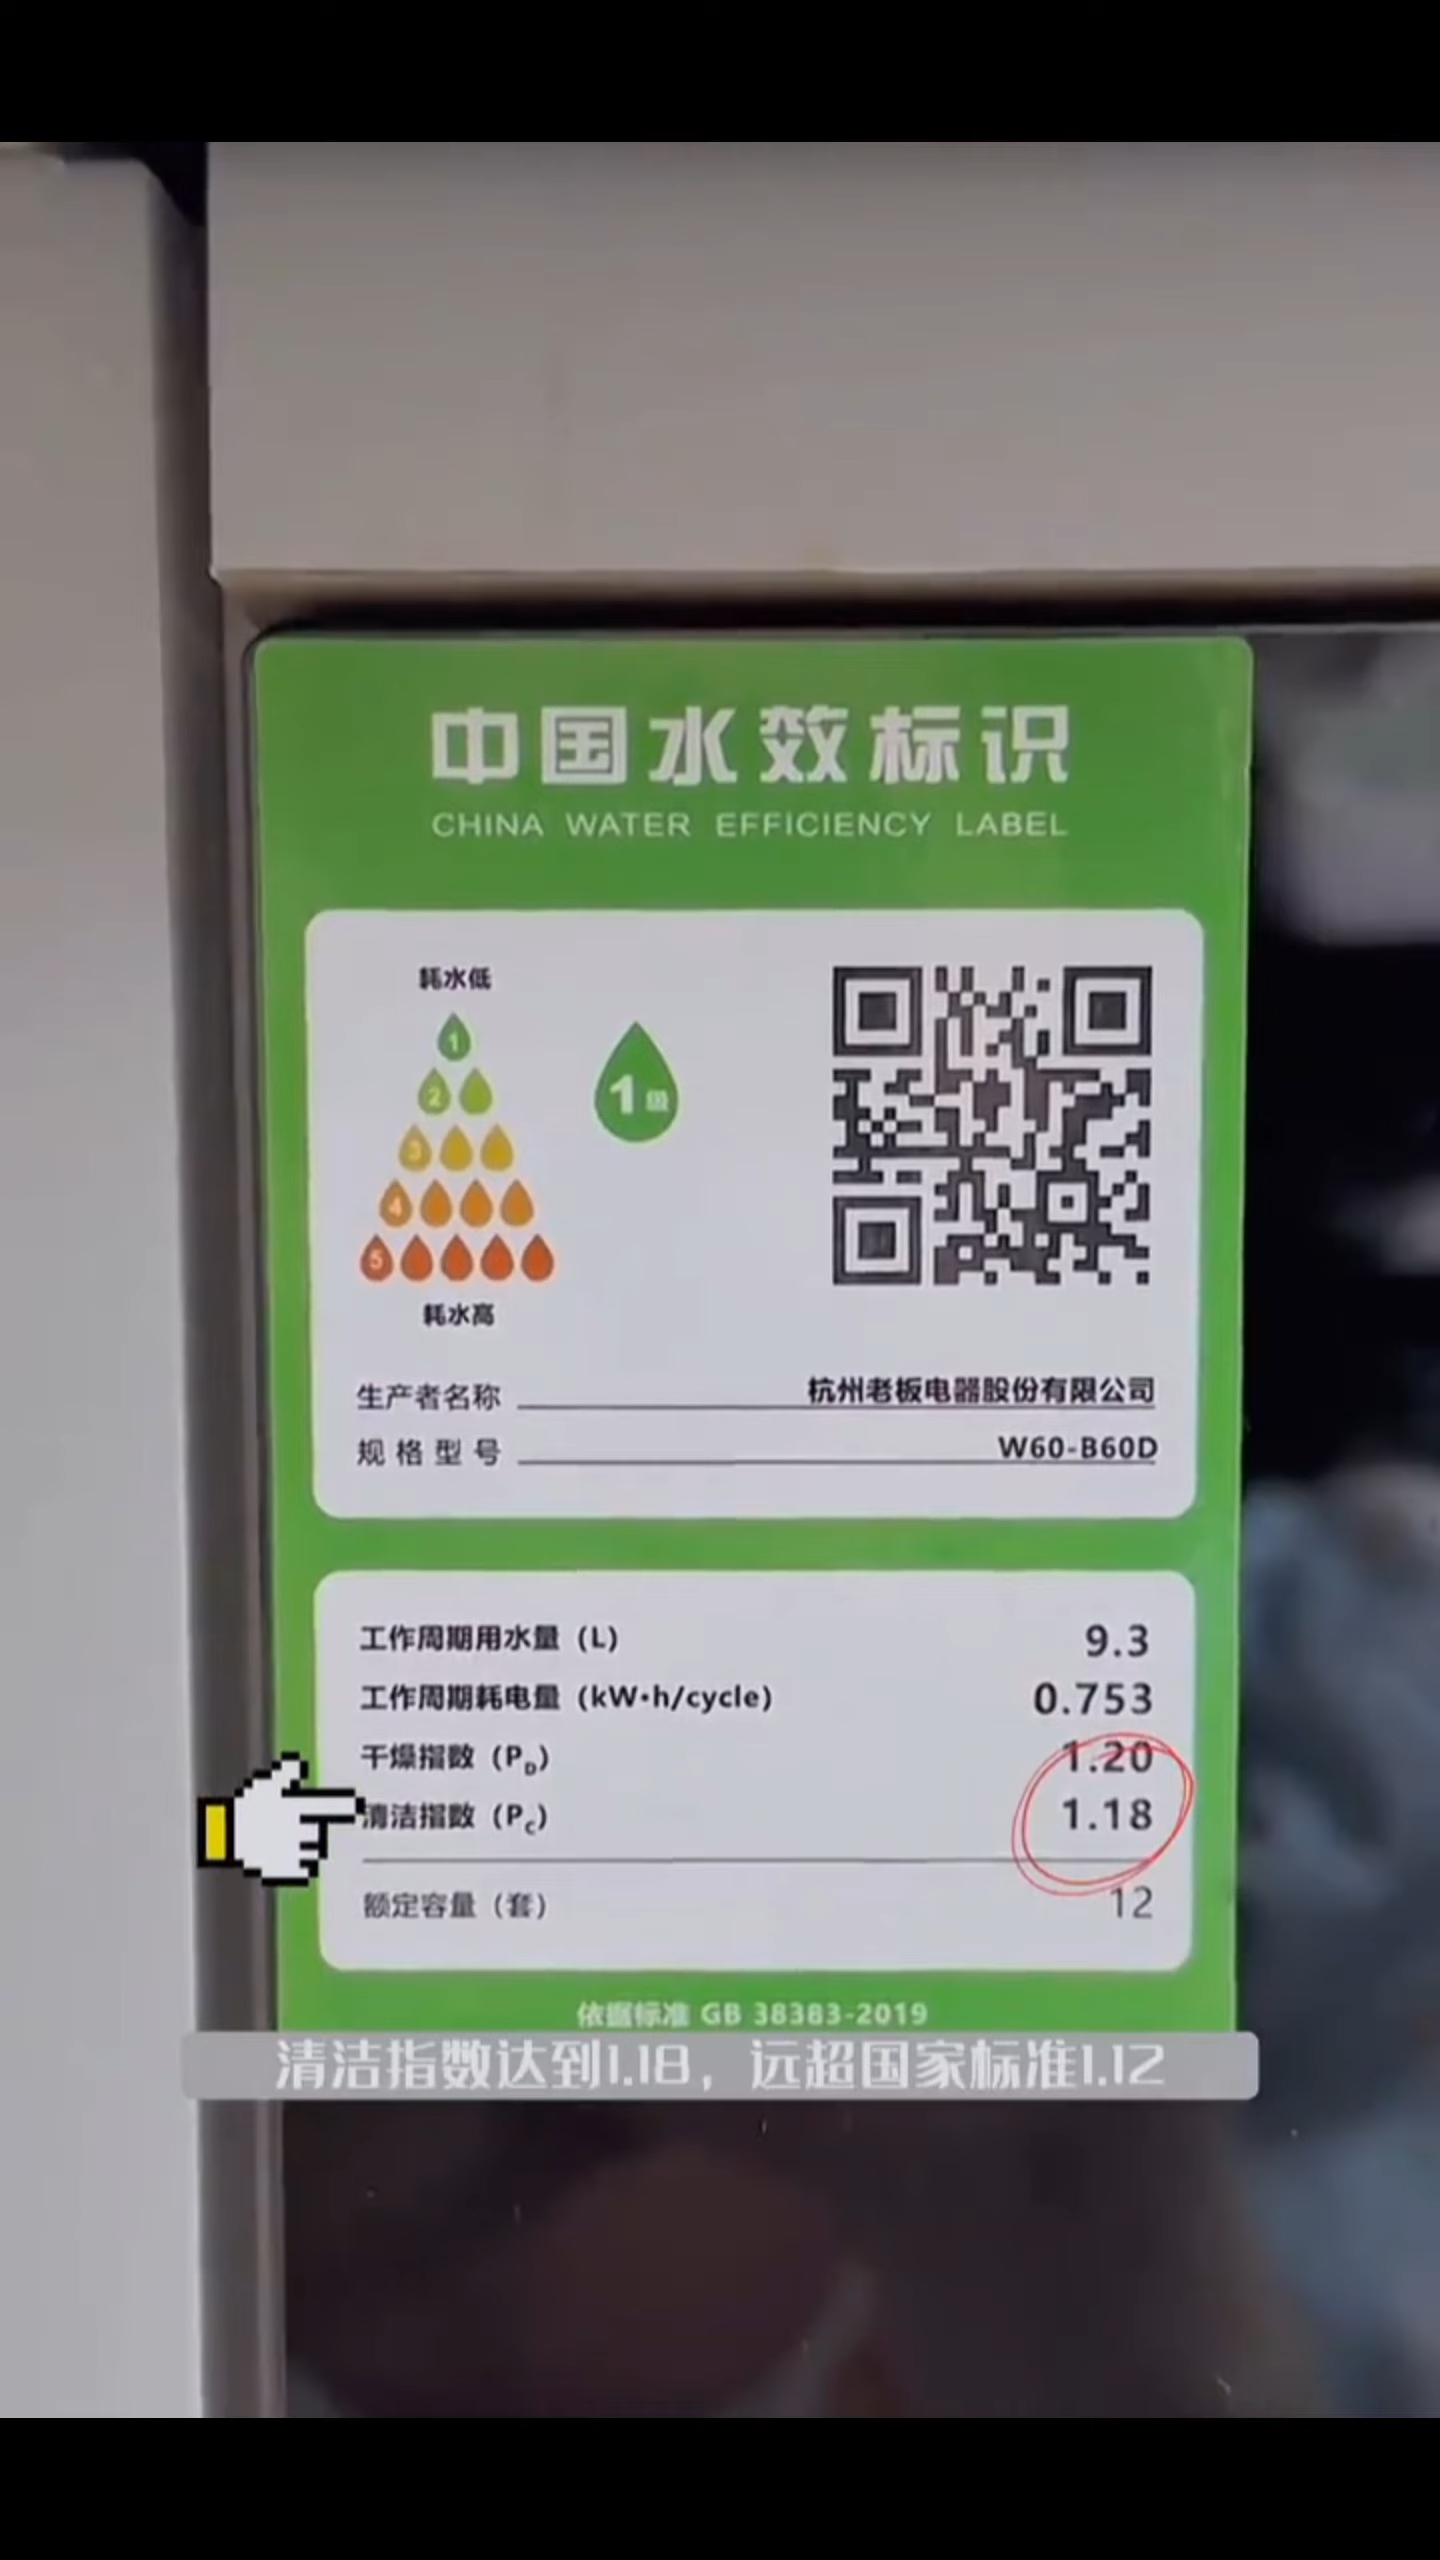 中国水效标识
CHINA WATER EFFICIENCY LABEL
耗水低
1
2
3
4
5
耗水高
1级
生产者名称 杭州老板电器股份有限公司
规格型号 W60-B60D
工作周期用水量（L） 9.3
工作周期耗电量（kW·h/cycle） 0.753
干燥指数（PD） 1.20
清洁指数（PC） 1.18
额定容量（套） 12
依据标准 GB 38383-2019
清洁指数达到1.18，远超国家标准1.12